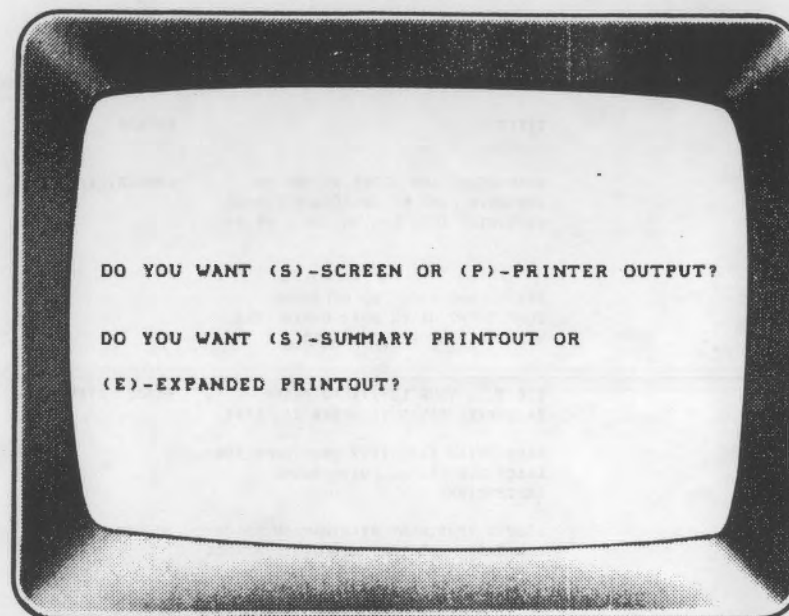 DO YOU WANT (S)-SCREEN OR (P)-PRINTER OUTPUT?
DO YOU WANT (S)-SUMMARY PRINTOUT OR
(E)-EXPANDED PRINTOUT?